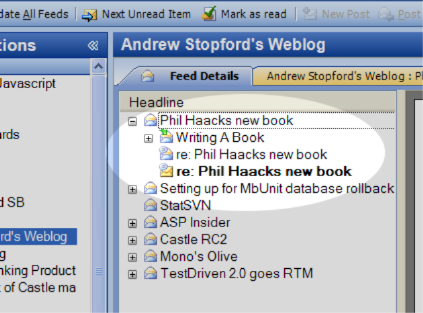 date All Feeds
Next Unread Item
Mark as read
New Post
Post
tions
Andrew Stopford's Weblog
Feed Details
Andrew Stopford's Weblog : P
Javascript
ards
d SB
rd's Weblog
g
nking Product
t of Castle ma
Headline
Phil Haacks new book
Writing A Book
re: Phil Haacks new book
re: Phil Haacks new book
Setting up for MbUnit database rollback
StatSVN
ASP Insider
Castle RC2
Mono's Olive
TestDriven 2.0 goes RTM